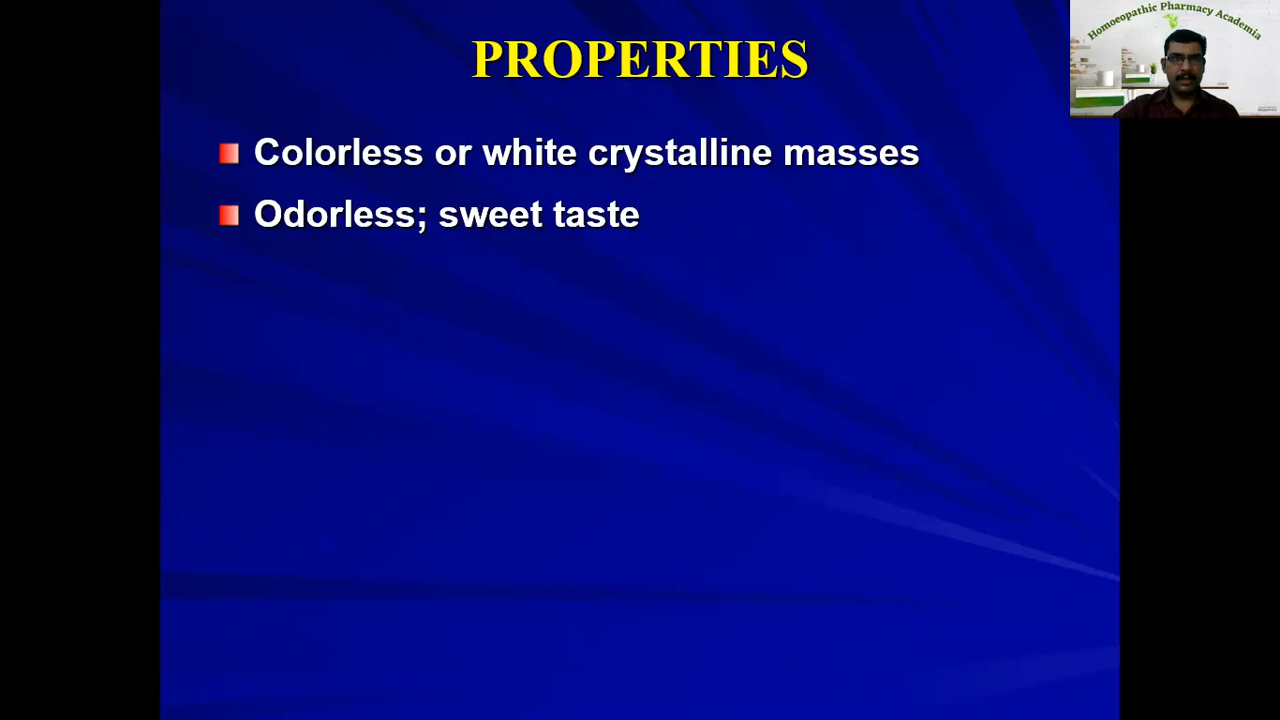 PROPERTIES
Homoeopathic Pharmacy Academia
Colorless or white crystalline masses
Odorless; sweet taste